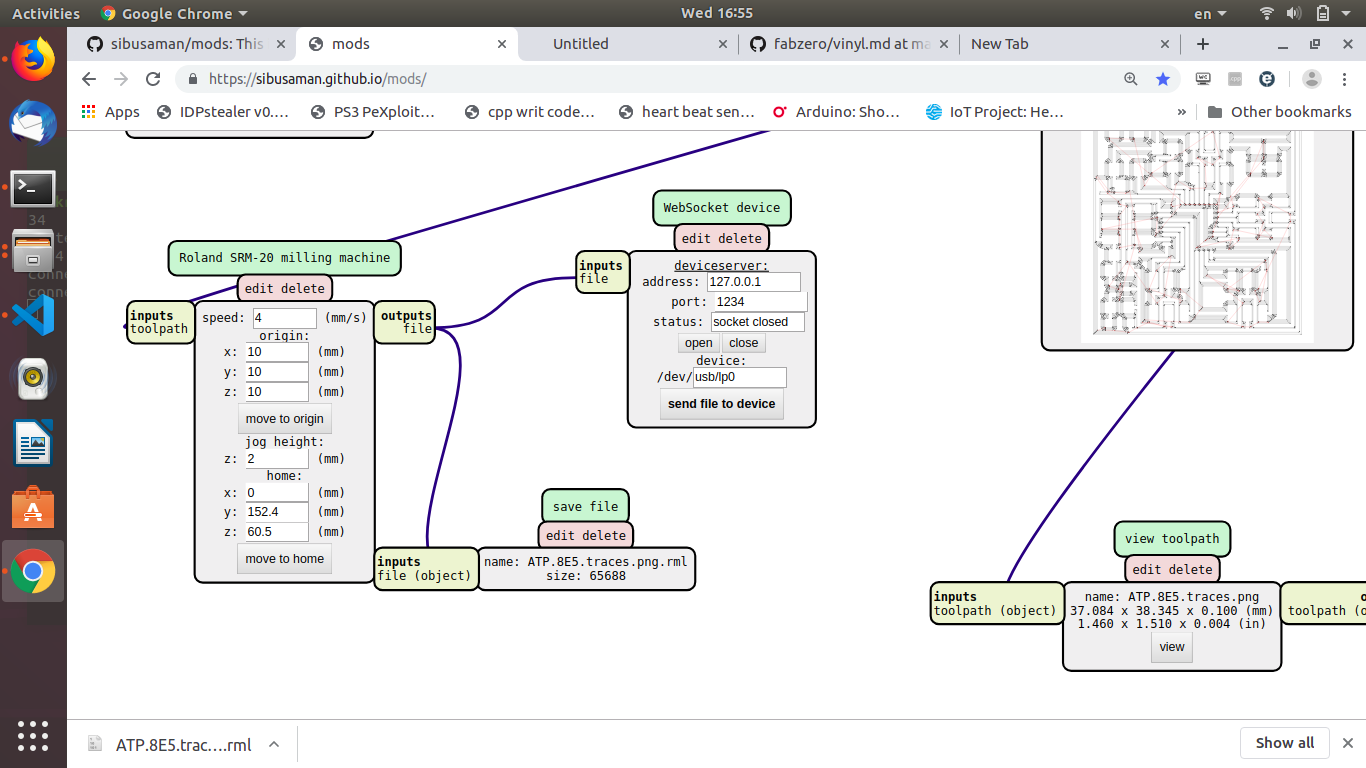 Activities
Google Chrome
Wed 16:55
en
sibusaman/mods: This
mods
Untitled
fabzero/vinyl.md at ma
New Tab
https://sibusaman.github.io/mods/
Apps
IDPstealer v0....
PS3 PeXploit...
cpp writ code...
heart beat sen...
Arduino: Sho...
IoT Project: He...
»
Other bookmarks
34
4
conn
conn
Roland SRM-20 milling machine
edit delete
inputs
toolpath
speed: 4 (mm/s)
origin:
x: 10 (mm)
y: 10 (mm)
z: 10 (mm)
move to origin
jog height:
z: 2 (mm)
home:
x: 0 (mm)
y: 152.4 (mm)
z: 60.5 (mm)
move to home
outputs
file
WebSocket device
edit delete
inputs
file
deviceserver:
address: 127.0.0.1
port: 1234
status: socket closed
open close
device:
/dev/usb/lp0
send file to device
save file
edit delete
inputs
file (object)
name: ATP.8E5.traces.png.rml
size: 65688
view toolpath
edit delete
inputs
toolpath (object)
name: ATP.8E5.traces.png
37.084 x 38.345 x 0.100 (mm)
1.460 x 1.510 x 0.004 (in)
view
o
toolpath (o
ATP.8E5.trac....rml
Show all